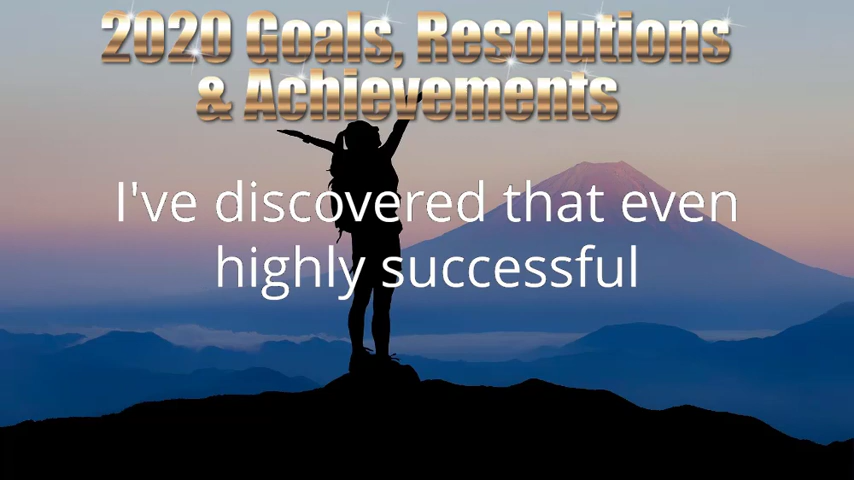 2020 Goals, Resolutions
& Achievements
I've discovered that even
highly successful